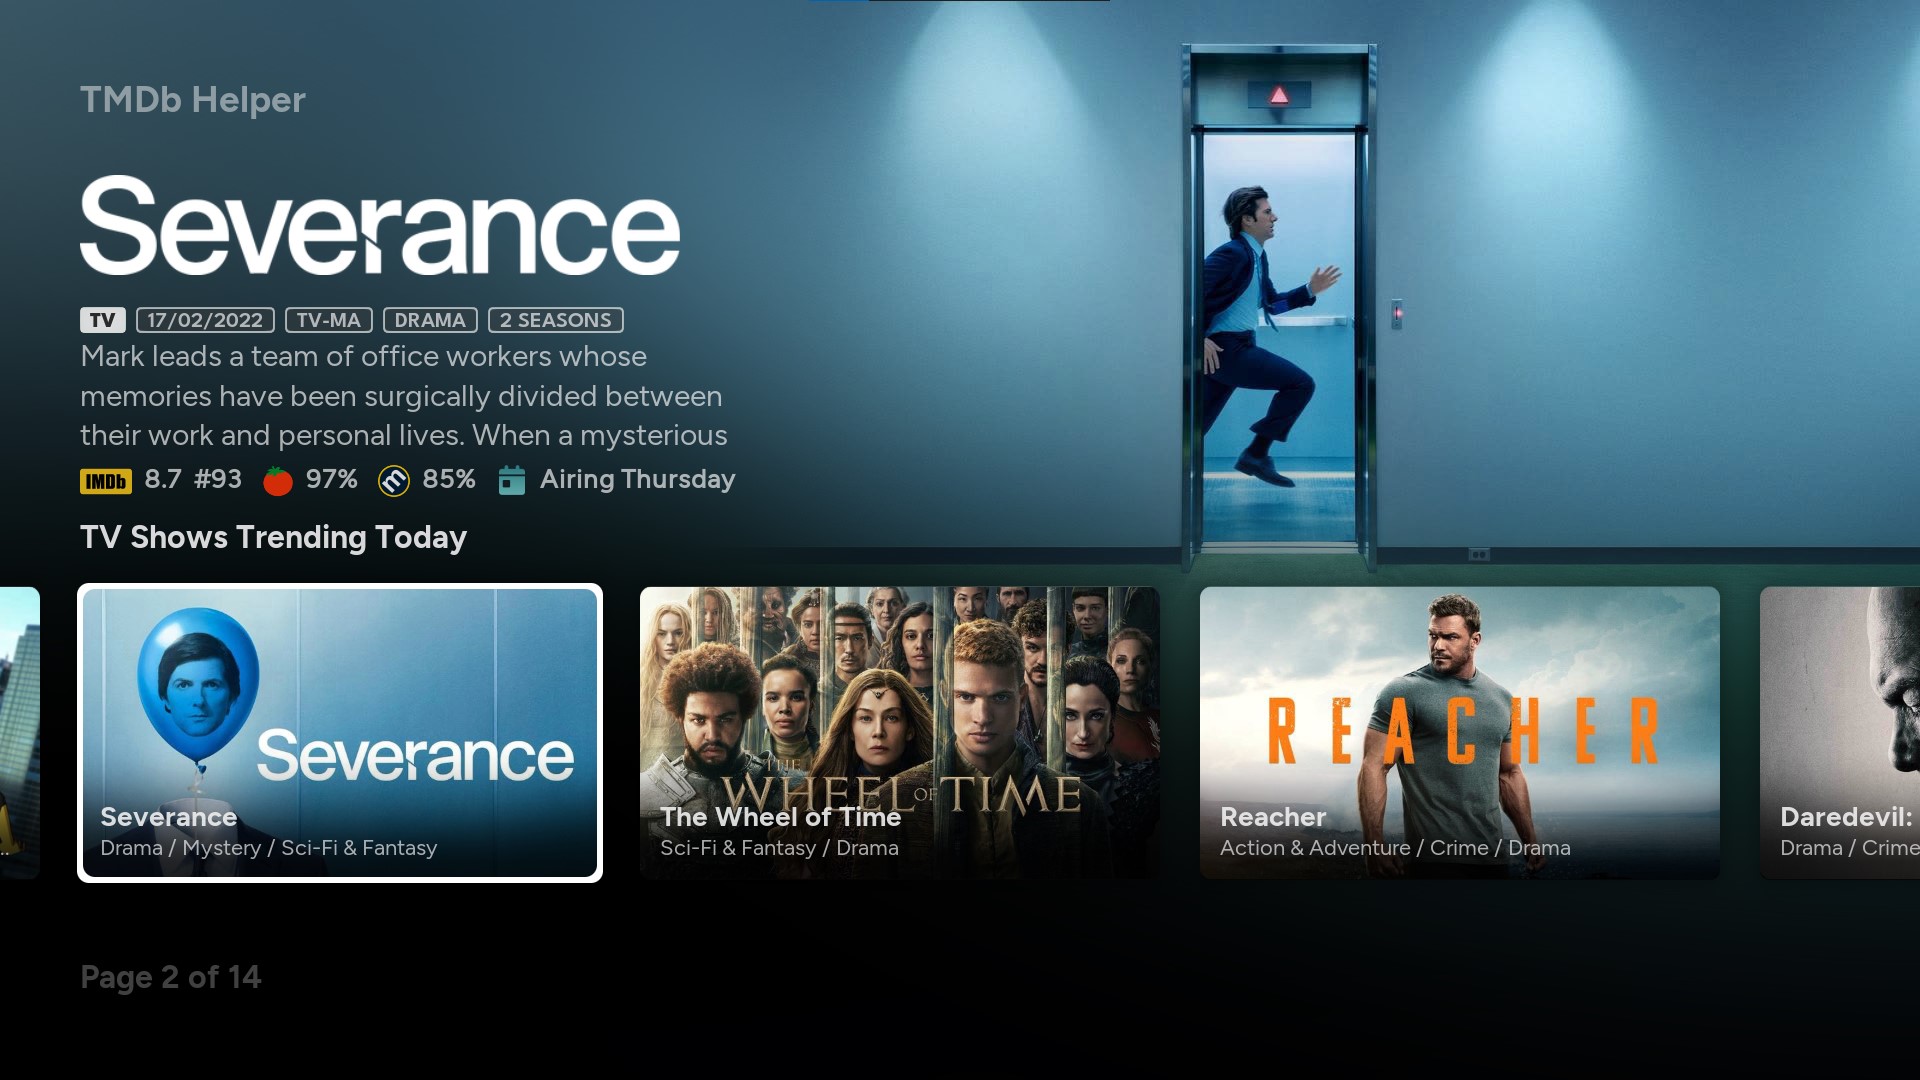 TMDb Helper
Severance
TV 17/02/2022 TV-MA DRAMA 2 SEASONS
Mark leads a team of office workers whose
memories have been surgically divided between
their work and personal lives. When a mysterious
IMDb 8.7 #93 97% m 85% Airing Thursday
TV Shows Trending Today
Severance
Severance
Drama / Mystery / Sci-Fi & Fantasy
THE
WHEEL OF TIME
The Wheel of Time
Sci-Fi & Fantasy / Drama
REACHER
Reacher
Action & Adventure / Crime / Drama
Daredevil:
Drama / Crime
..
Page 2 of 14